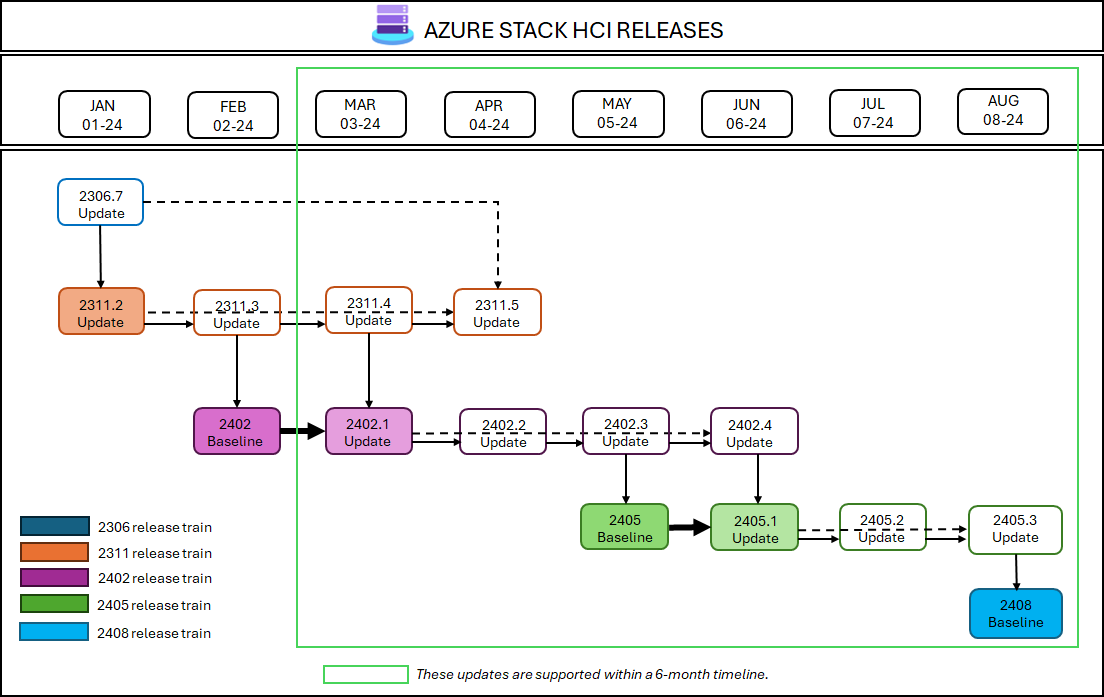 AZURE STACK HCI RELEASES
JAN
01-24
FEB
02-24
MAR
03-24
APR
04-24
MAY
05-24
JUN
06-24
JUL
07-24
AUG
08-24
2306.7
Update
2311.2
Update
2311.3
Update
2311.4
Update
2311.5
Update
2402
Baseline
2402.1
Update
2402.2
Update
2402.3
Update
2402.4
Update
2405
Baseline
2405.1
Update
2405.2
Update
2405.3
Update
2408
Baseline
2306 release train
2311 release train
2402 release train
2405 release train
2408 release train
These updates are supported within a 6-month timeline.